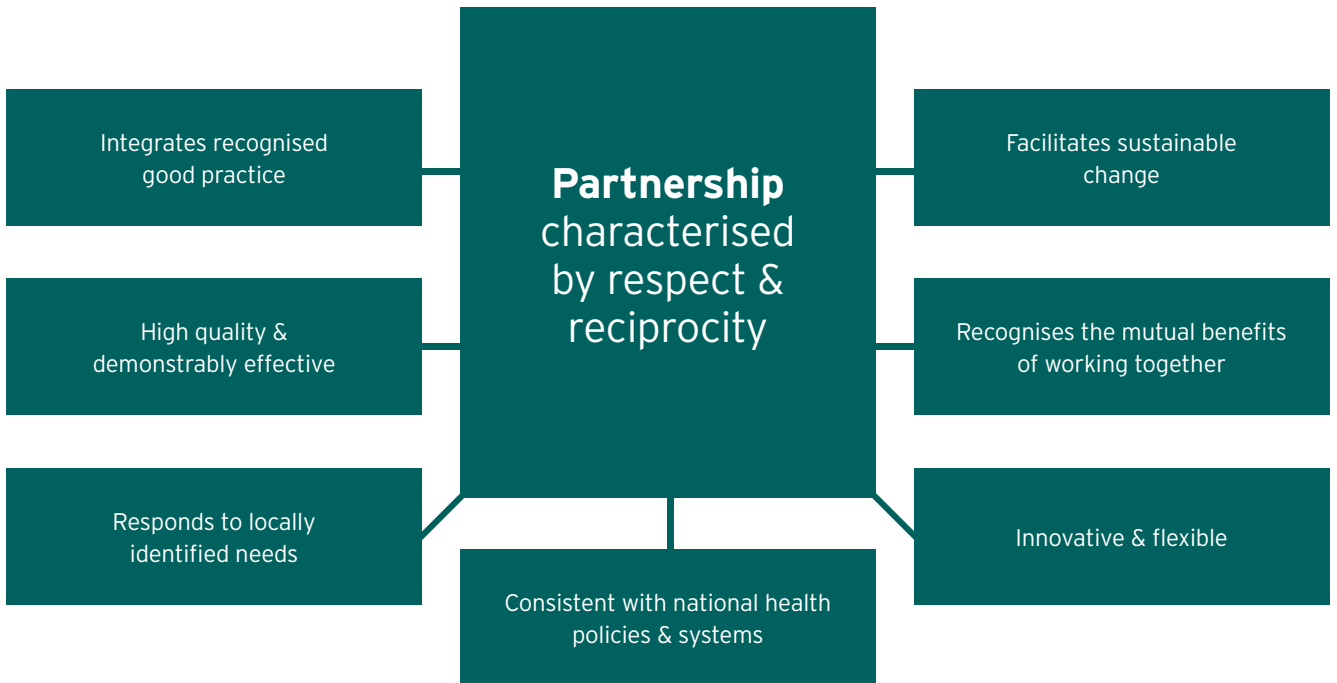 Integrates recognised
good practice
High quality &
demonstrably effective
Responds to locally
identified needs
Partnership
characterised
by respect &
reciprocity
Consistent with national health
policies & systems
Facilitates sustainable
change
Recognises the mutual benefits
of working together
Innovative & flexible